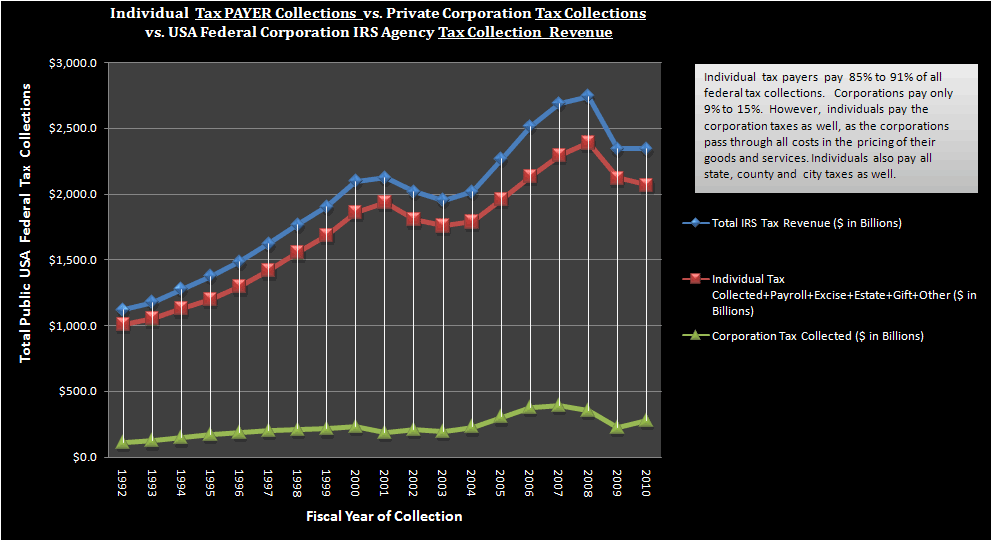 Individual Tax PAYER Collections vs. Private Corporation Tax Collections
vs. USA Federal Corporation IRS Agency Tax Collection Revenue
Total Public USA Federal Tax Collections
$3,000.0
$2,500.0
$2,000.0
$1,500.0
$1,000.0
$500.0
$0.0
1992
1993
1994
1995
1996
1997
1998
1999
2000
2001
2002
2003
2004
2005
2006
2007
2008
2009
2010
Fiscal Year of Collection
Individual tax payers pay 85% to 91% of all
federal tax collections. Corporations pay only
9% to 15%. However, individuals pay the
corporation taxes as well, as the corporations
pass through all costs in the pricing of their
goods and services. Individuals also pay all
state, county and city taxes as well.
Total IRS Tax Revenue ($ in Billions)
Individual Tax
Collected+Payroll+Excise+Estate+Gift+Other ($ in
Billions)
Corporation Tax Collected ($ in Billions)